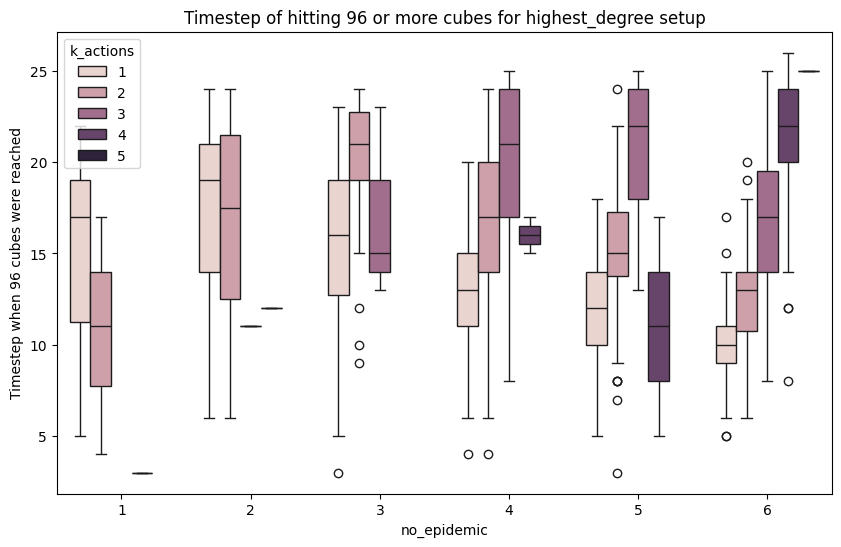 Timestep of hitting 96 or more cubes for highest_degree setup
Timestep when 96 cubes were reached
25
20
15
10
5
k_actions
1
2
3
4
5
1 2 3 4 5 6
no_epidemic